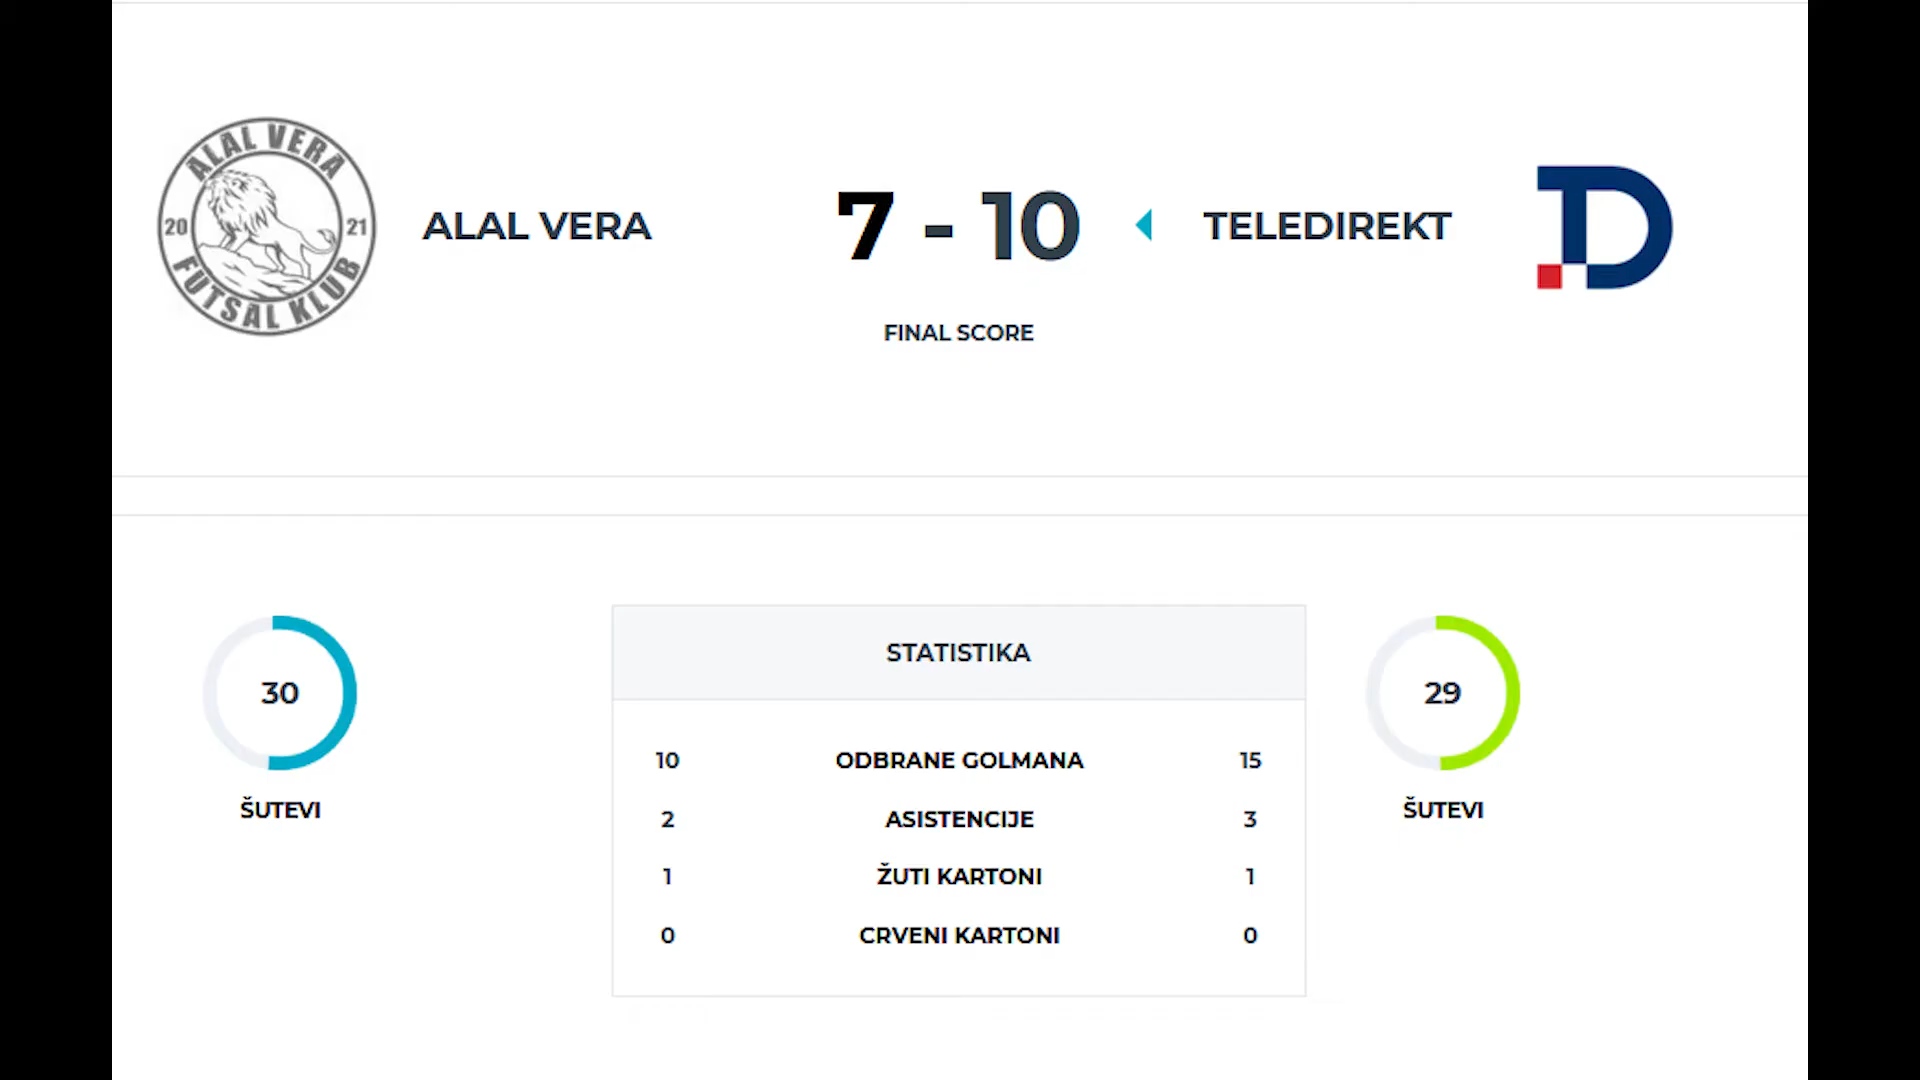 ALAL VERA
20 21
FUTSAL KLUB
ALAL VERA
7 - 10
TELEDIREKT
FINAL SCORE
30
ŠUTEVI
STATISTIKA
10 ODBRANE GOLMANA 15
2 ASISTENCIJE 3
1 ŽUTI KARTONI 1
0 CRVENI KARTONI 0
29
ŠUTEVI